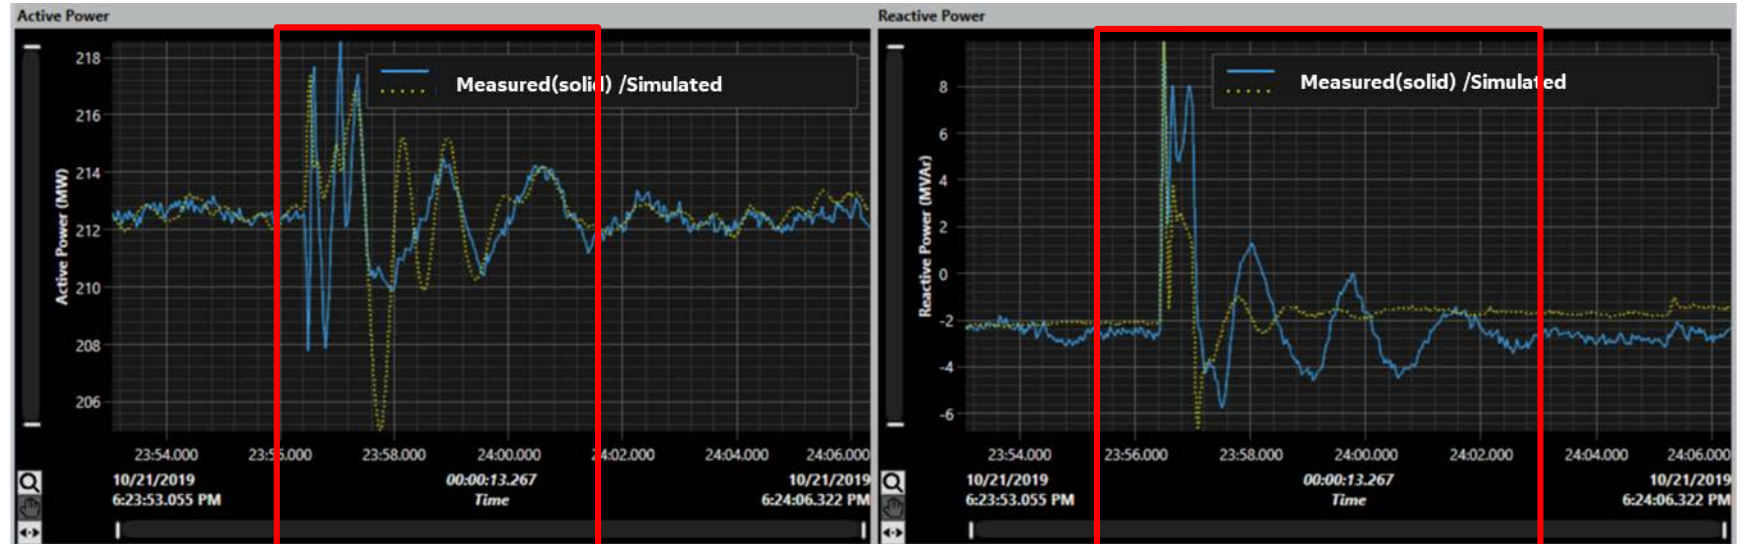 Active Power
218
216
214
212
210
208
206
Active Power (MW)
Measured(solid) /Simulated
23:54.000
23:56.000
23:58.000
24:00.000
24:02.000
24:04.000
24:06.000
10/21/2019
6:23:53.055 PM
00:00:13.267
Time
10/21/2019
6:24:06.322 PM
Reactive Power
8
6
4
2
0
-2
-4
-6
Reactive Power (MVAr)
Measured(solid) /Simulated
23:54.000
23:56.000
23:58.000
24:00.000
24:02.000
24:04.000
24:06.000
10/21/2019
6:23:53.055 PM
00:00:13.267
Time
10/21/2019
6:24:06.322 PM